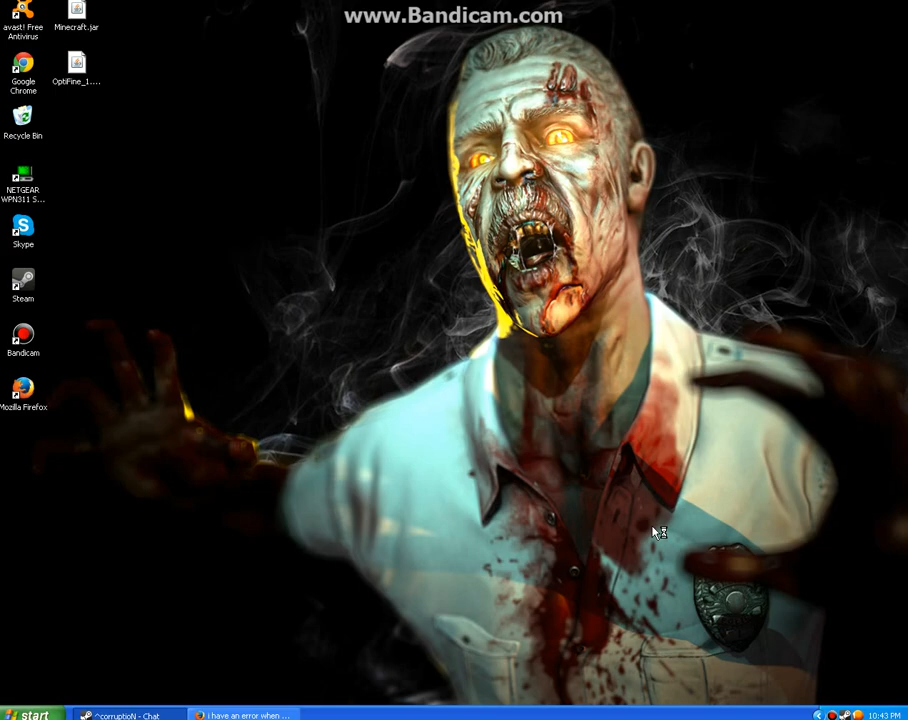 www.Bandicam.com
avast! Free
Antivirus
Minecraft.jar
Google
Chrome
OptiFine_1....
Recycle Bin
NETGEAR
WPN311 S...
Skype
Steam
Bandicam
Mozilla Firefox
start
^corruptioN - Chat
i have an error when ...
10:43 PM